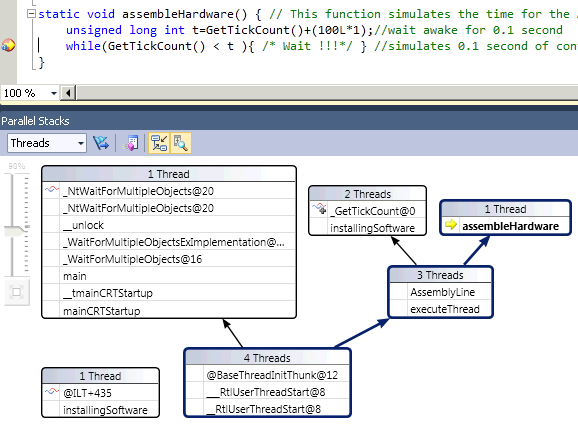 static void assembleHardware() { // This function simulates the time for the
unsigned long int t=GetTickCount()+(100L*1);//wait awake for 0.1 second
while(GetTickCount() < t ){ /* Wait !!!*/ } //simulates 0.1 second of con
}
100 %
Parallel Stacks
Threads
90%
1 Thread
_NtWaitForMultipleObjects@20
_NtWaitForMultipleObjects@20
__unlock
_WaitForMultipleObjectsExImplementation@...
_WaitForMultipleObjects@16
main
__tmainCRTStartup
mainCRTStartup
2 Threads
_GetTickCount@0
installingSoftware
1 Thread
assembleHardware
3 Threads
AssemblyLine
executeThread
4 Threads
@BaseThreadInitThunk@12
___RtlUserThreadStart@8
__RtlUserThreadStart@8
1 Thread
@ILT+435
installingSoftware